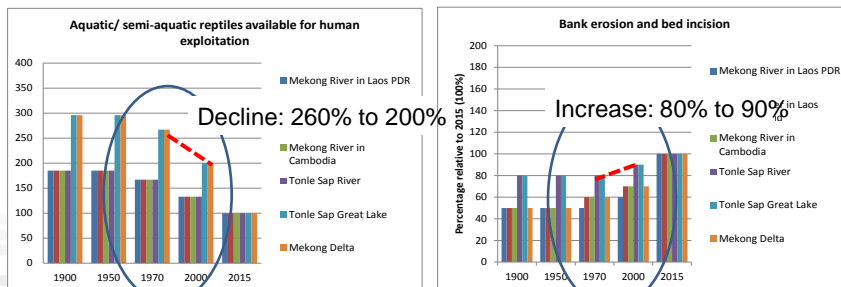 Aquatic/ semi-aquatic reptiles available for human
exploitation
400
350
300
250
200
150
100
50
0
1900
1950
1970
2000
2015
Mekong River in Laos PDR
Mekong River in
Cambodia
Tonle Sap River
Tonle Sap Great Lake
Mekong Delta
Decline: 260% to 200%
Bank erosion and bed incision
Percentage relative to 2015 (100%)
200
180
160
140
120
100
80
60
40
20
0
1900
1950
1970
2000
2015
Mekong River in Laos PDR
in Laos
Mekong River in
Cambodia
Tonle Sap River
Tonle Sap Great Lake
Mekong Delta
Increase: 80% to 90%